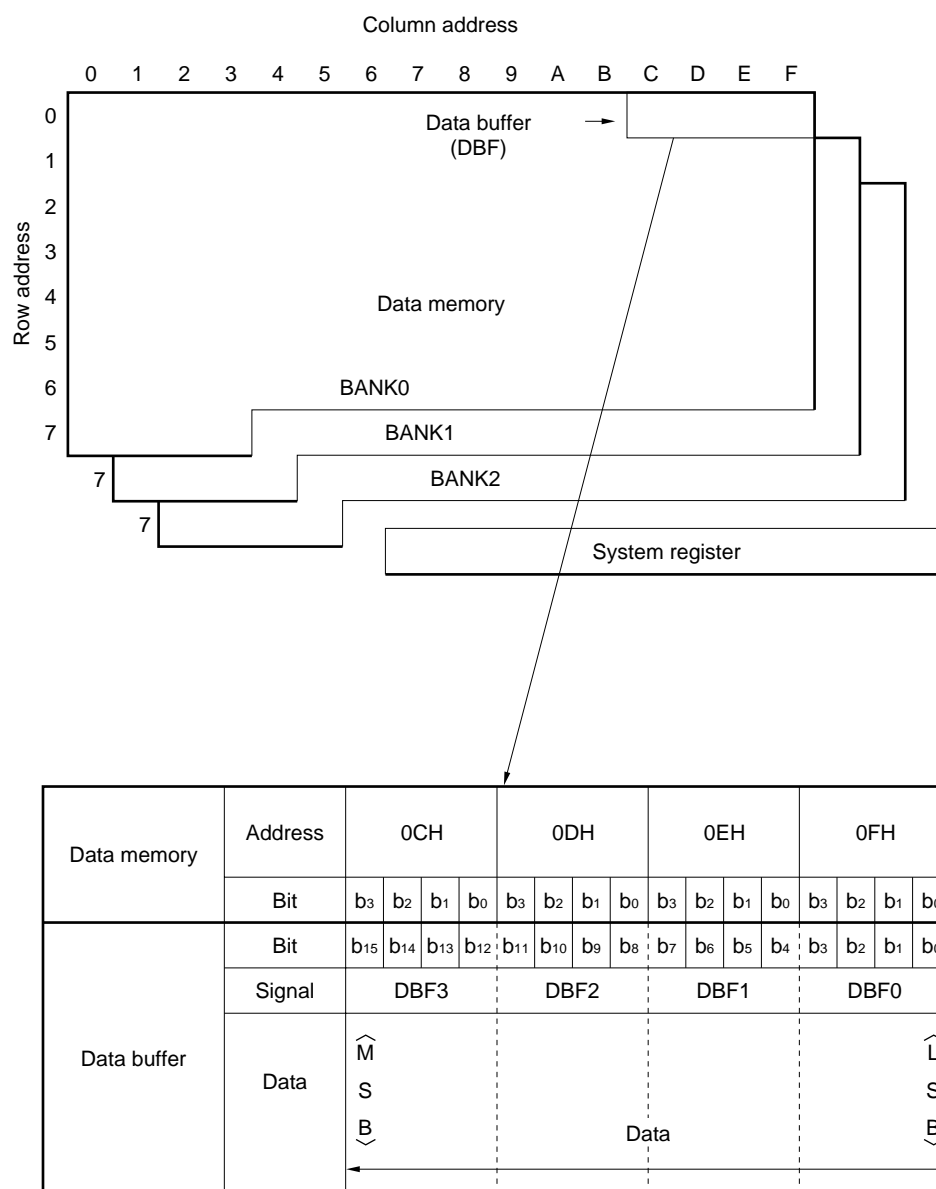 Column address
0 1 2 3 4 5 6 7 8 9 A B C D E F
Row address
0
1
2
3
4
5
6
7
Data buffer
(DBF)
Data memory
BANK0
BANK1
BANK2
7
7
System register
Data memory
Address 0CH 0DH 0EH 0FH
Bit b3 b2 b1 b0 b3 b2 b1 b0 b3 b2 b1 b0 b3 b2 b1 b0
Data buffer
Bit b15 b14 b13 b12 b11 b10 b9 b8 b7 b6 b5 b4 b3 b2 b1 b0
Signal DBF3 DBF2 DBF1 DBF0
Data
MSB
LSB
Data